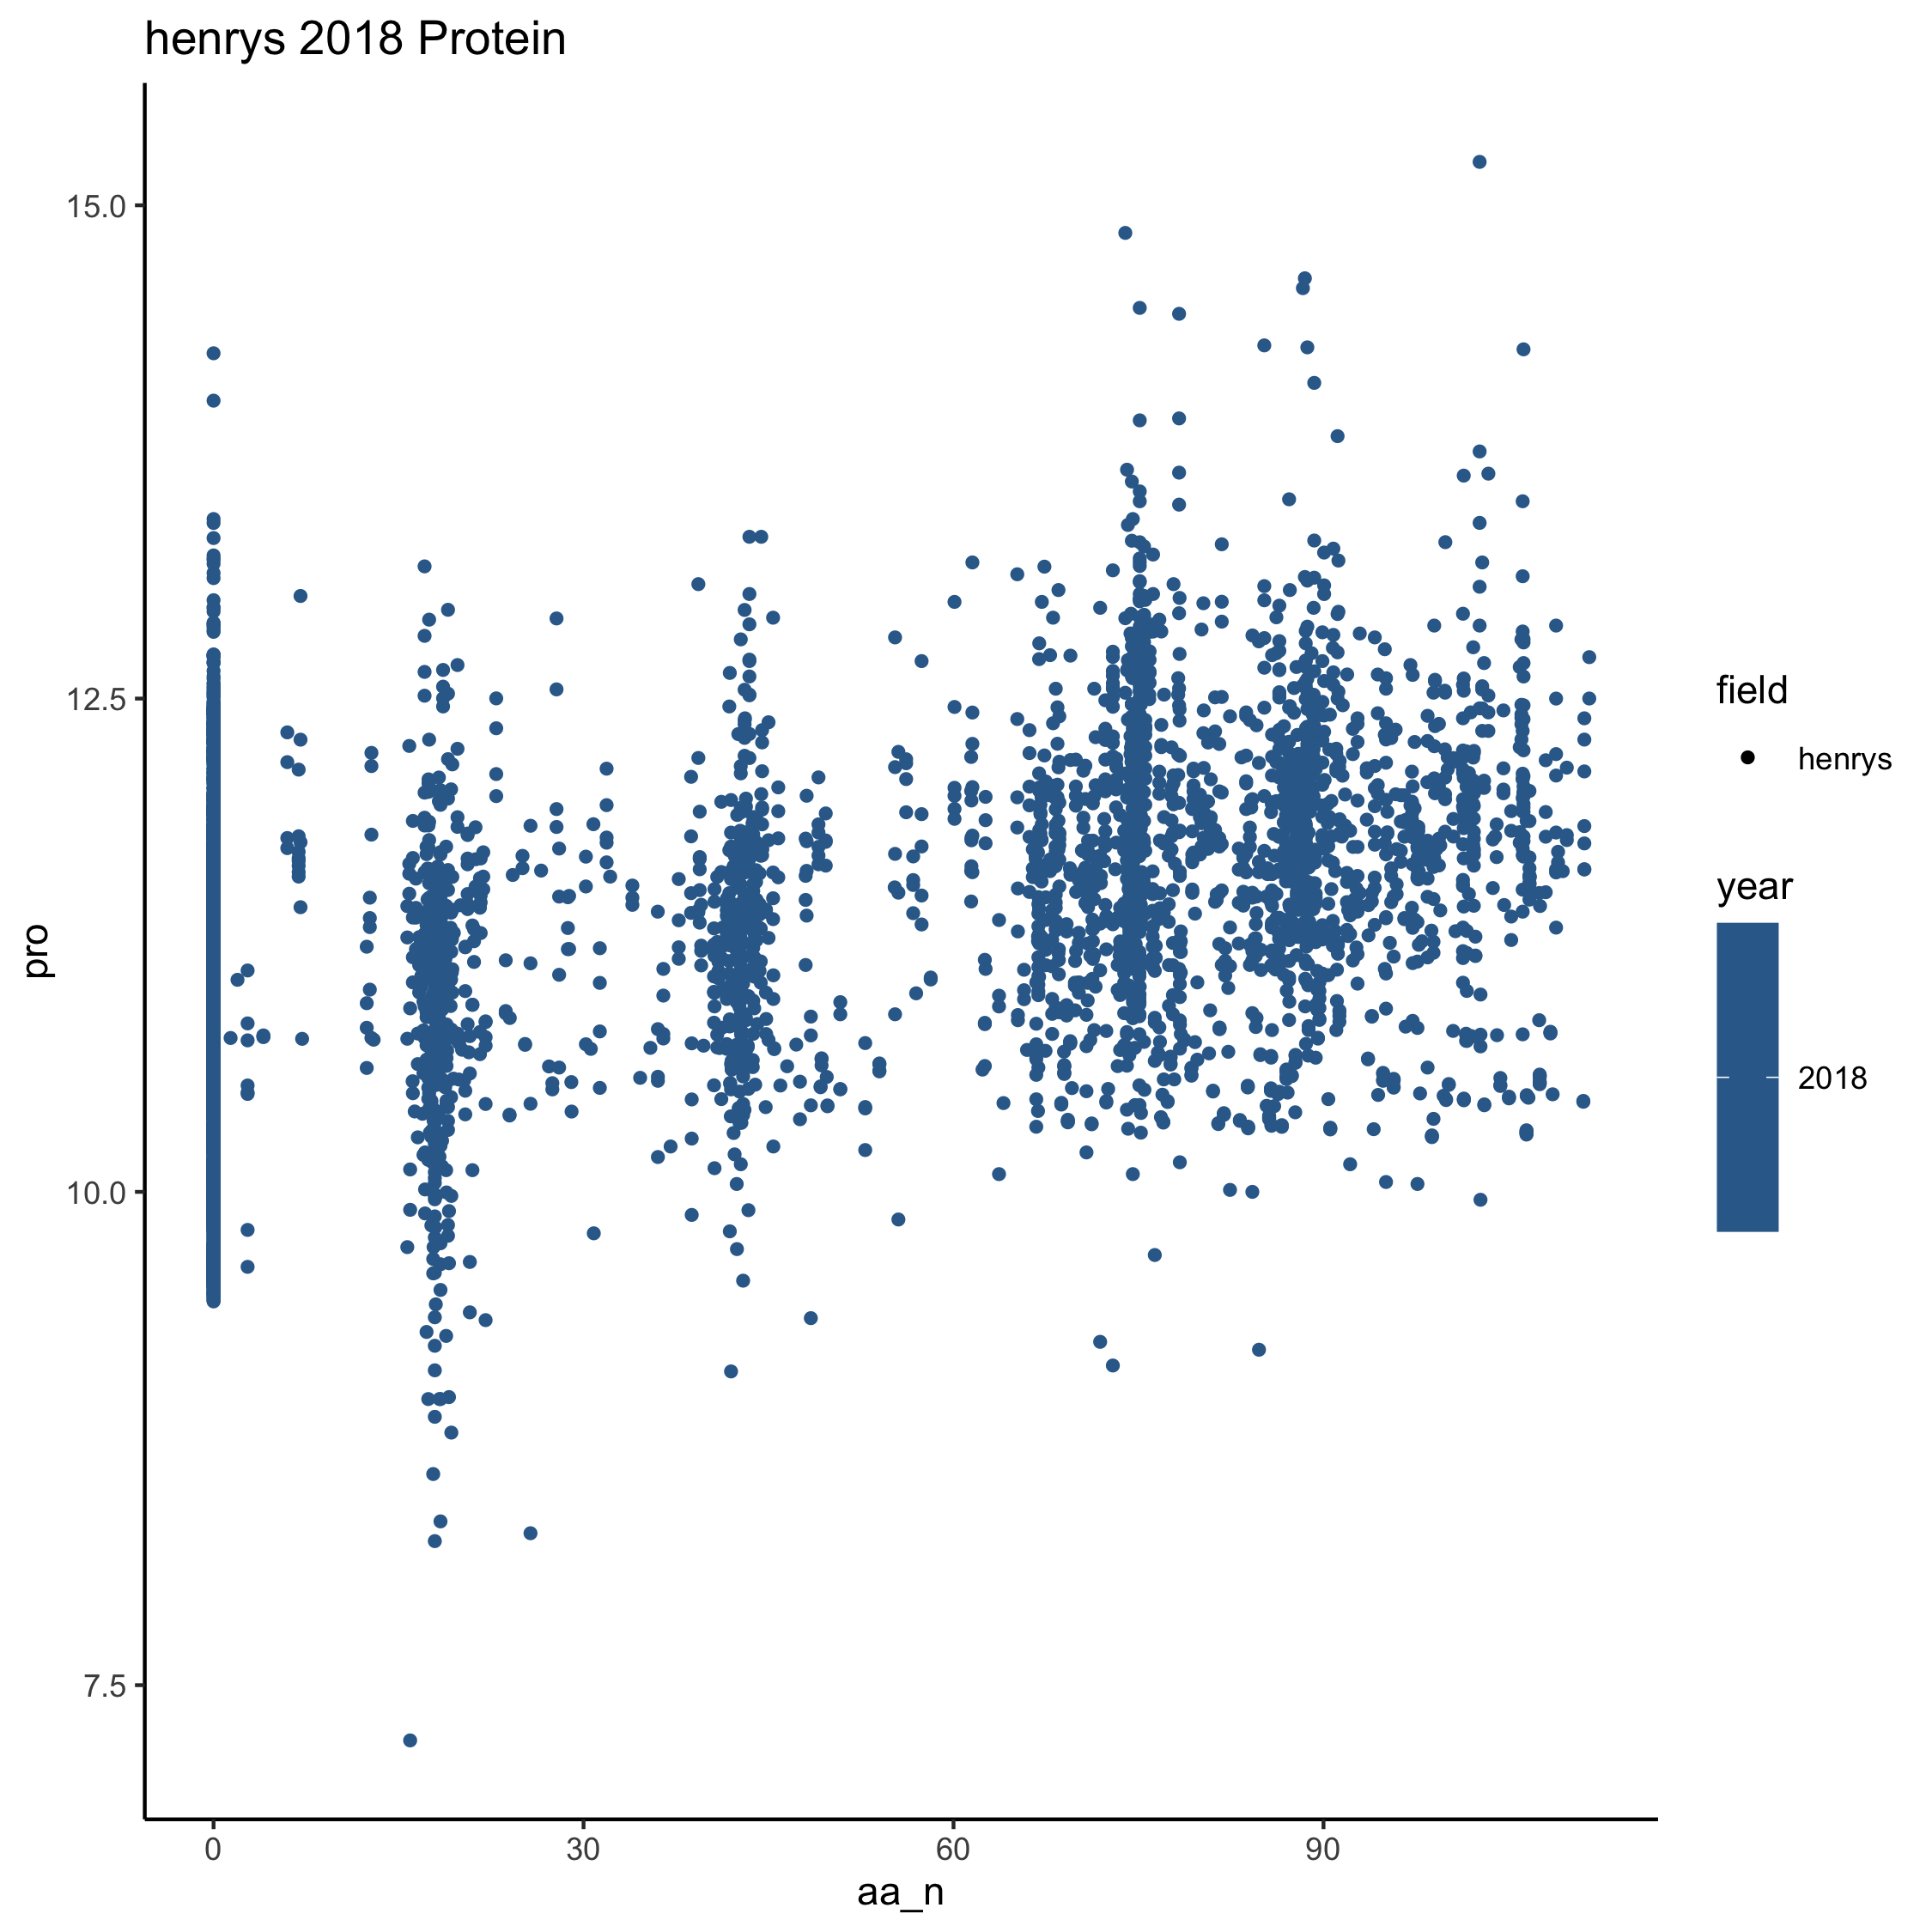 henrys 2018 Protein
15.0
12.5
10.0
7.5
pro
0 30 60 90
aa_n
field
henrys
year
2018